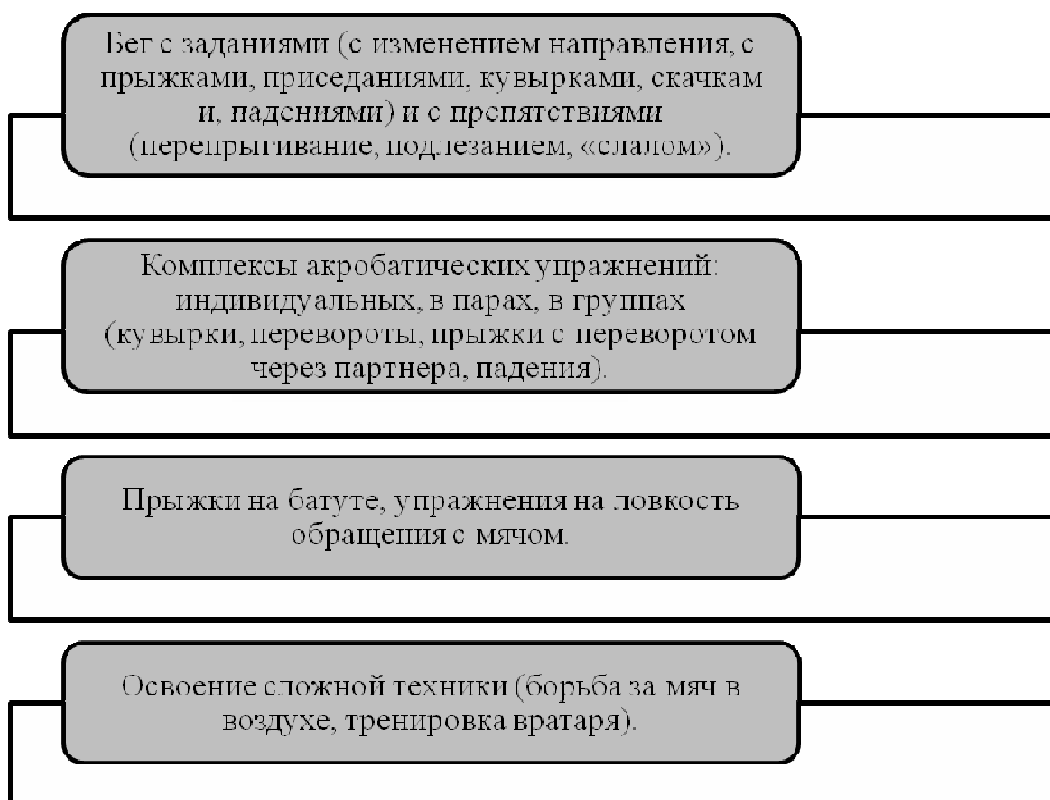 Бег с заданиями (с изменением направления, с
прыжками, приседаниями, кувырками, скачкам
и, падениями) и с препятствиями
(перепрыгивание, подлезанием, «слалом»).
Комплексы акробатических упражнений:
индивидуальных, в парах, в группах
(кувырки, перевороты, прыжки с переворотом
через партнера, падения).
Прыжки на батуте, упражнения на ловкость
обращения с мячом.
Освоение сложной техники (борьба за мяч в
воздухе, тренировка вратаря).